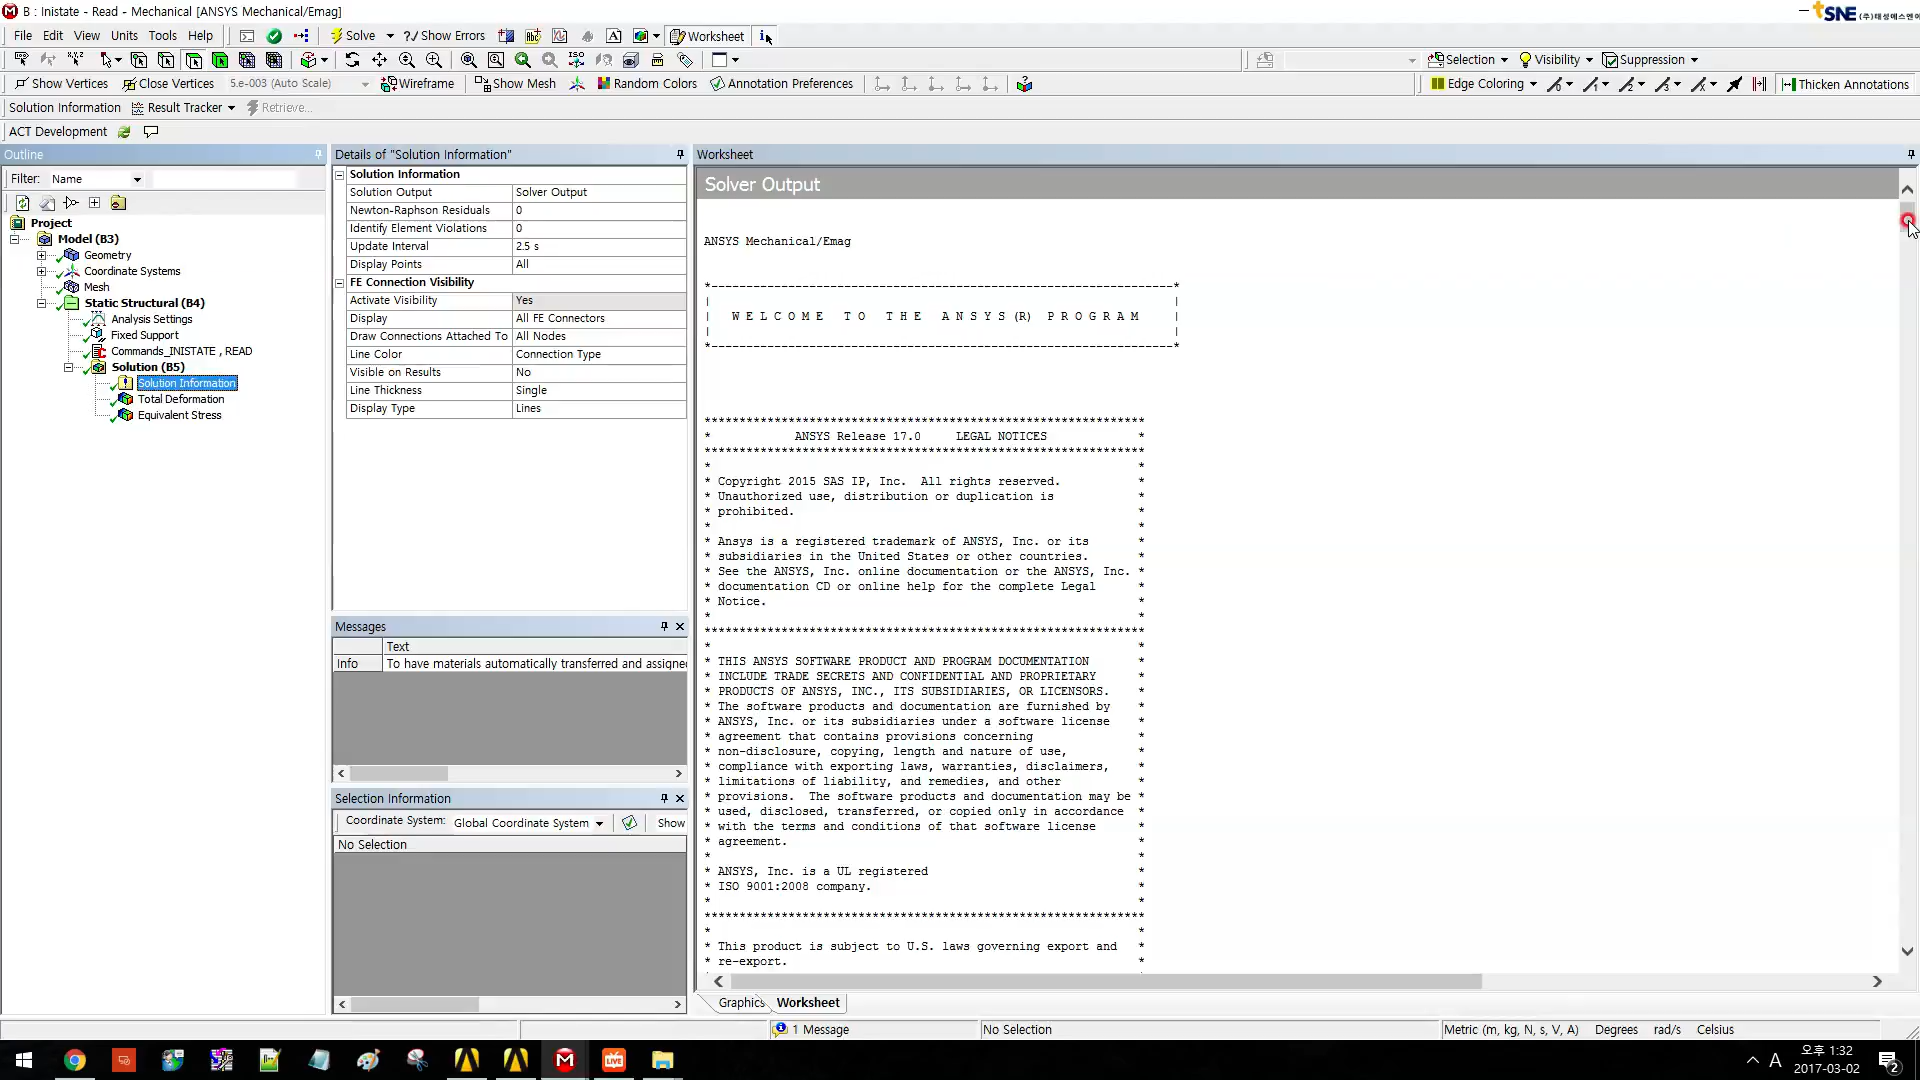 B : Inistate - Read - Mechanical [ANSYS Mechanical/Emag]
TSNE (주)태성에스엔이
File Edit View Units Tools Help Solve ?/ Show Errors Worksheet
Selection Visibility Suppression
Show Vertices Close Vertices 5.e-003 (Auto Scale) Wireframe Show Mesh Random Colors Annotation Preferences Edge Coloring Thicken Annotations
Solution Information Result Tracker Retrieve...
ACT Development
Outline
Filter: Name
Project
Model (B3)
Geometry
Coordinate Systems
Mesh
Static Structural (B4)
Analysis Settings
Fixed Support
Commands_INISTATE , READ
Solution (B5)
Solution Information
Total Deformation
Equivalent Stress
Details of "Solution Information"
Solution Information
Solution Output Solver Output
Newton-Raphson Residuals 0
Identify Element Violations 0
Update Interval 2.5 s
Display Points All
FE Connection Visibility
Activate Visibility Yes
Display All FE Connectors
Draw Connections Attached To All Nodes
Line Color Connection Type
Visible on Results No
Line Thickness Single
Display Type Lines
Messages
Text
Info To have materials automatically transferred and assigned
Selection Information
Coordinate System: Global Coordinate System Show
No Selection
Worksheet
Solver Output
ANSYS Mechanical/Emag
*------------------------------------------------------------------*
| |
| W E L C O M E T O T H E A N S Y S (R) P R O G R A M |
| |
*------------------------------------------------------------------*
***************************************************************
* ANSYS Release 17.0 LEGAL NOTICES *
***************************************************************
* *
* Copyright 2015 SAS IP, Inc. All rights reserved. *
* Unauthorized use, distribution or duplication is *
* prohibited. *
* *
* Ansys is a registered trademark of ANSYS, Inc. or its *
* subsidiaries in the United States or other countries. *
* See the ANSYS, Inc. online documentation or the ANSYS, Inc. *
* documentation CD or online help for the complete Legal *
* Notice. *
* *
***************************************************************
* *
* THIS ANSYS SOFTWARE PRODUCT AND PROGRAM DOCUMENTATION *
* INCLUDE TRADE SECRETS AND CONFIDENTIAL AND PROPRIETARY *
* PRODUCTS OF ANSYS, INC., ITS SUBSIDIARIES, OR LICENSORS. *
* The software products and documentation are furnished by *
* ANSYS, Inc. or its subsidiaries under a software license *
* agreement that contains provisions concerning *
* non-disclosure, copying, length and nature of use, *
* compliance with exporting laws, warranties, disclaimers, *
* limitations of liability, and remedies, and other *
* provisions. The software products and documentation may be *
* used, disclosed, transferred, or copied only in accordance *
* with the terms and conditions of that software license *
* agreement. *
* *
* ANSYS, Inc. is a UL registered *
* ISO 9001:2008 company. *
* *
***************************************************************
* *
* This product is subject to U.S. laws governing export and *
* re-export. *
Graphics Worksheet
1 Message No Selection Metric (m, kg, N, s, V, A) Degrees rad/s Celsius
LIVE
A
오후 1:32
2017-03-02
2